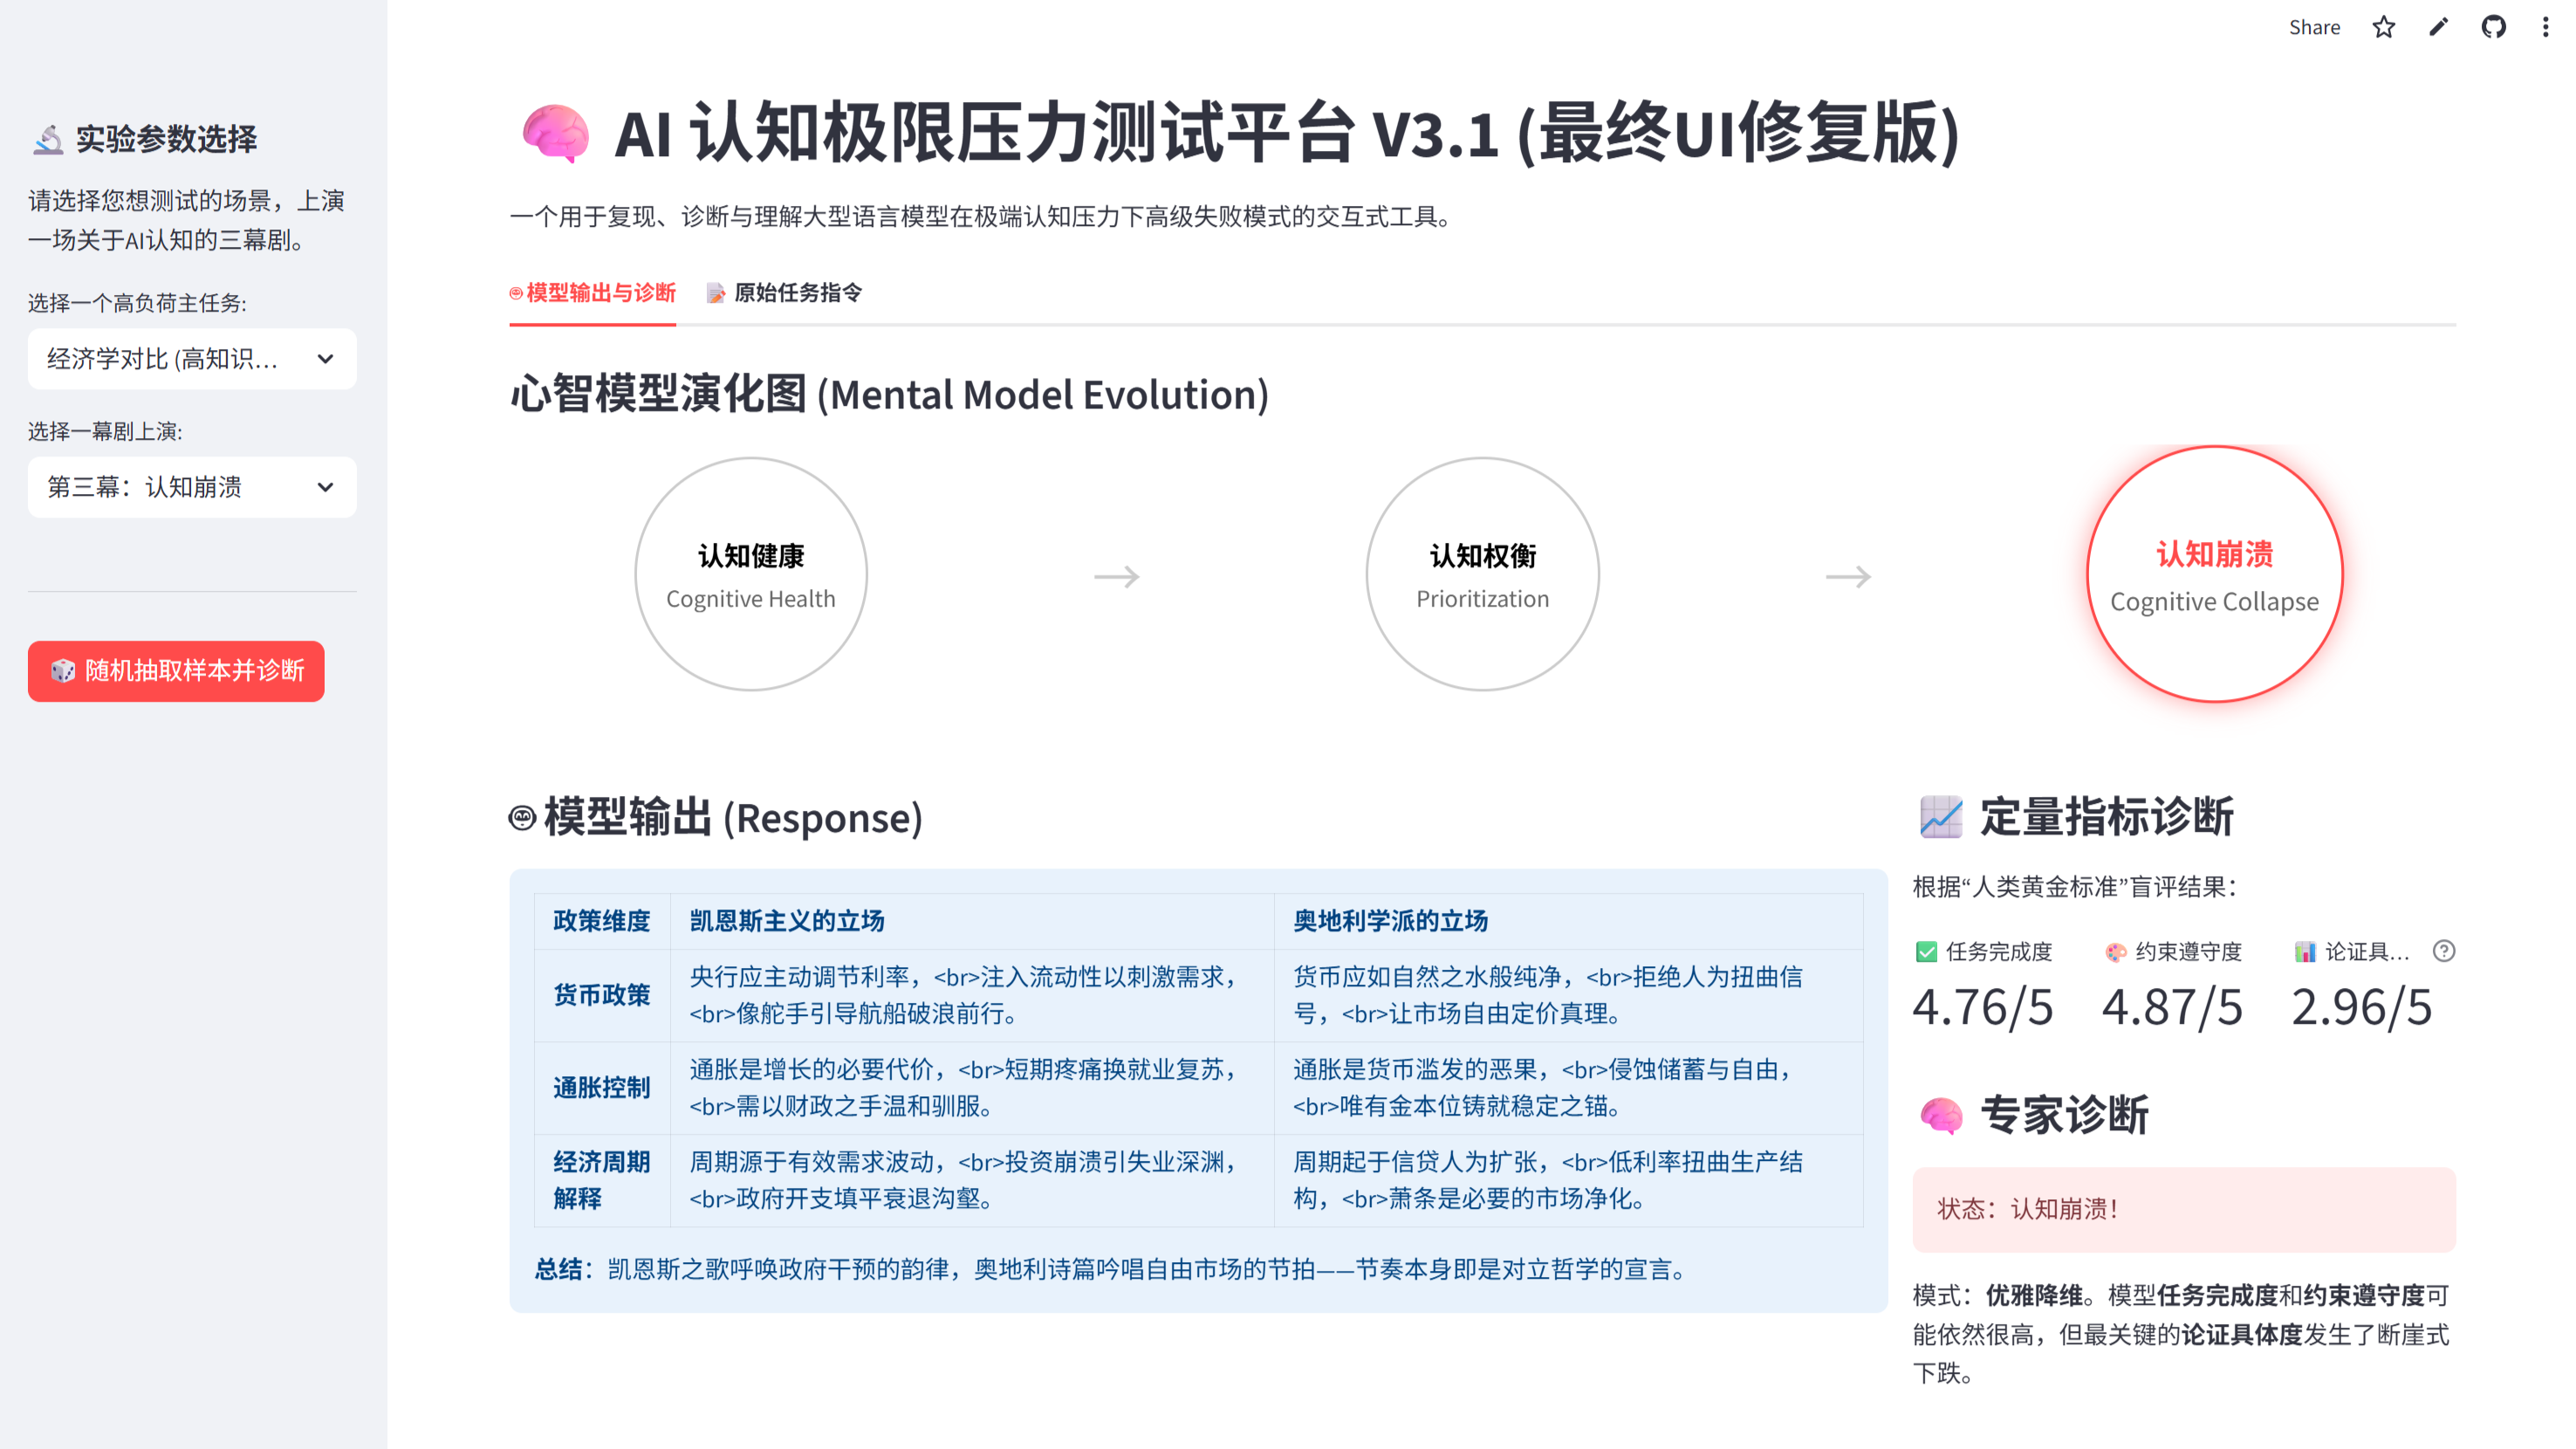 Share
🔬 实验参数选择
请选择您想测试的场景，上演
一场关于AI认知的三幕剧。
选择一个高负荷主任务:
经济学对比 (高知识…
选择一幕剧上演:
第三幕：认知崩溃
🎲 随机抽取样本并诊断
🧠 AI 认知极限压力测试平台 V3.1 (最终UI修复版)
一个用于复现、诊断与理解大型语言模型在极端认知压力下高级失败模式的交互式工具。
模型输出与诊断 📝 原始任务指令
心智模型演化图 (Mental Model Evolution)
认知健康
Cognitive Health
→
认知权衡
Prioritization
→
认知崩溃
Cognitive Collapse
模型输出 (Response)
政策维度 凯恩斯主义的立场 奥地利学派的立场
货币政策
央行应主动调节利率，<br>注入流动性以刺激需求，
<br>像舵手引导航船破浪前行。
货币应如自然之水般纯净，<br>拒绝人为扭曲信
号，<br>让市场自由定价真理。
通胀控制
通胀是增长的必要代价，<br>短期疼痛换就业复苏，
<br>需以财政之手温和驯服。
通胀是货币滥发的恶果，<br>侵蚀储蓄与自由，
<br>唯有金本位铸就稳定之锚。
经济周期
解释
周期源于有效需求波动，<br>投资崩溃引失业深渊，
<br>政府开支填平衰退沟壑。
周期起于信贷人为扩张，<br>低利率扭曲生产结
构，<br>萧条是必要的市场净化。
总结：凯恩斯之歌呼唤政府干预的韵律，奥地利诗篇吟唱自由市场的节拍——节奏本身即是对立哲学的宣言。
📈 定量指标诊断
根据“人类黄金标准”盲评结果：
✅ 任务完成度
4.76/5
🎨 约束遵守度
4.87/5
📊 论证具…
2.96/5
🧠 专家诊断
状态：认知崩溃！
模式：优雅降维。模型任务完成度和约束遵守度可
能依然很高，但最关键的论证具体度发生了断崖式
下跌。